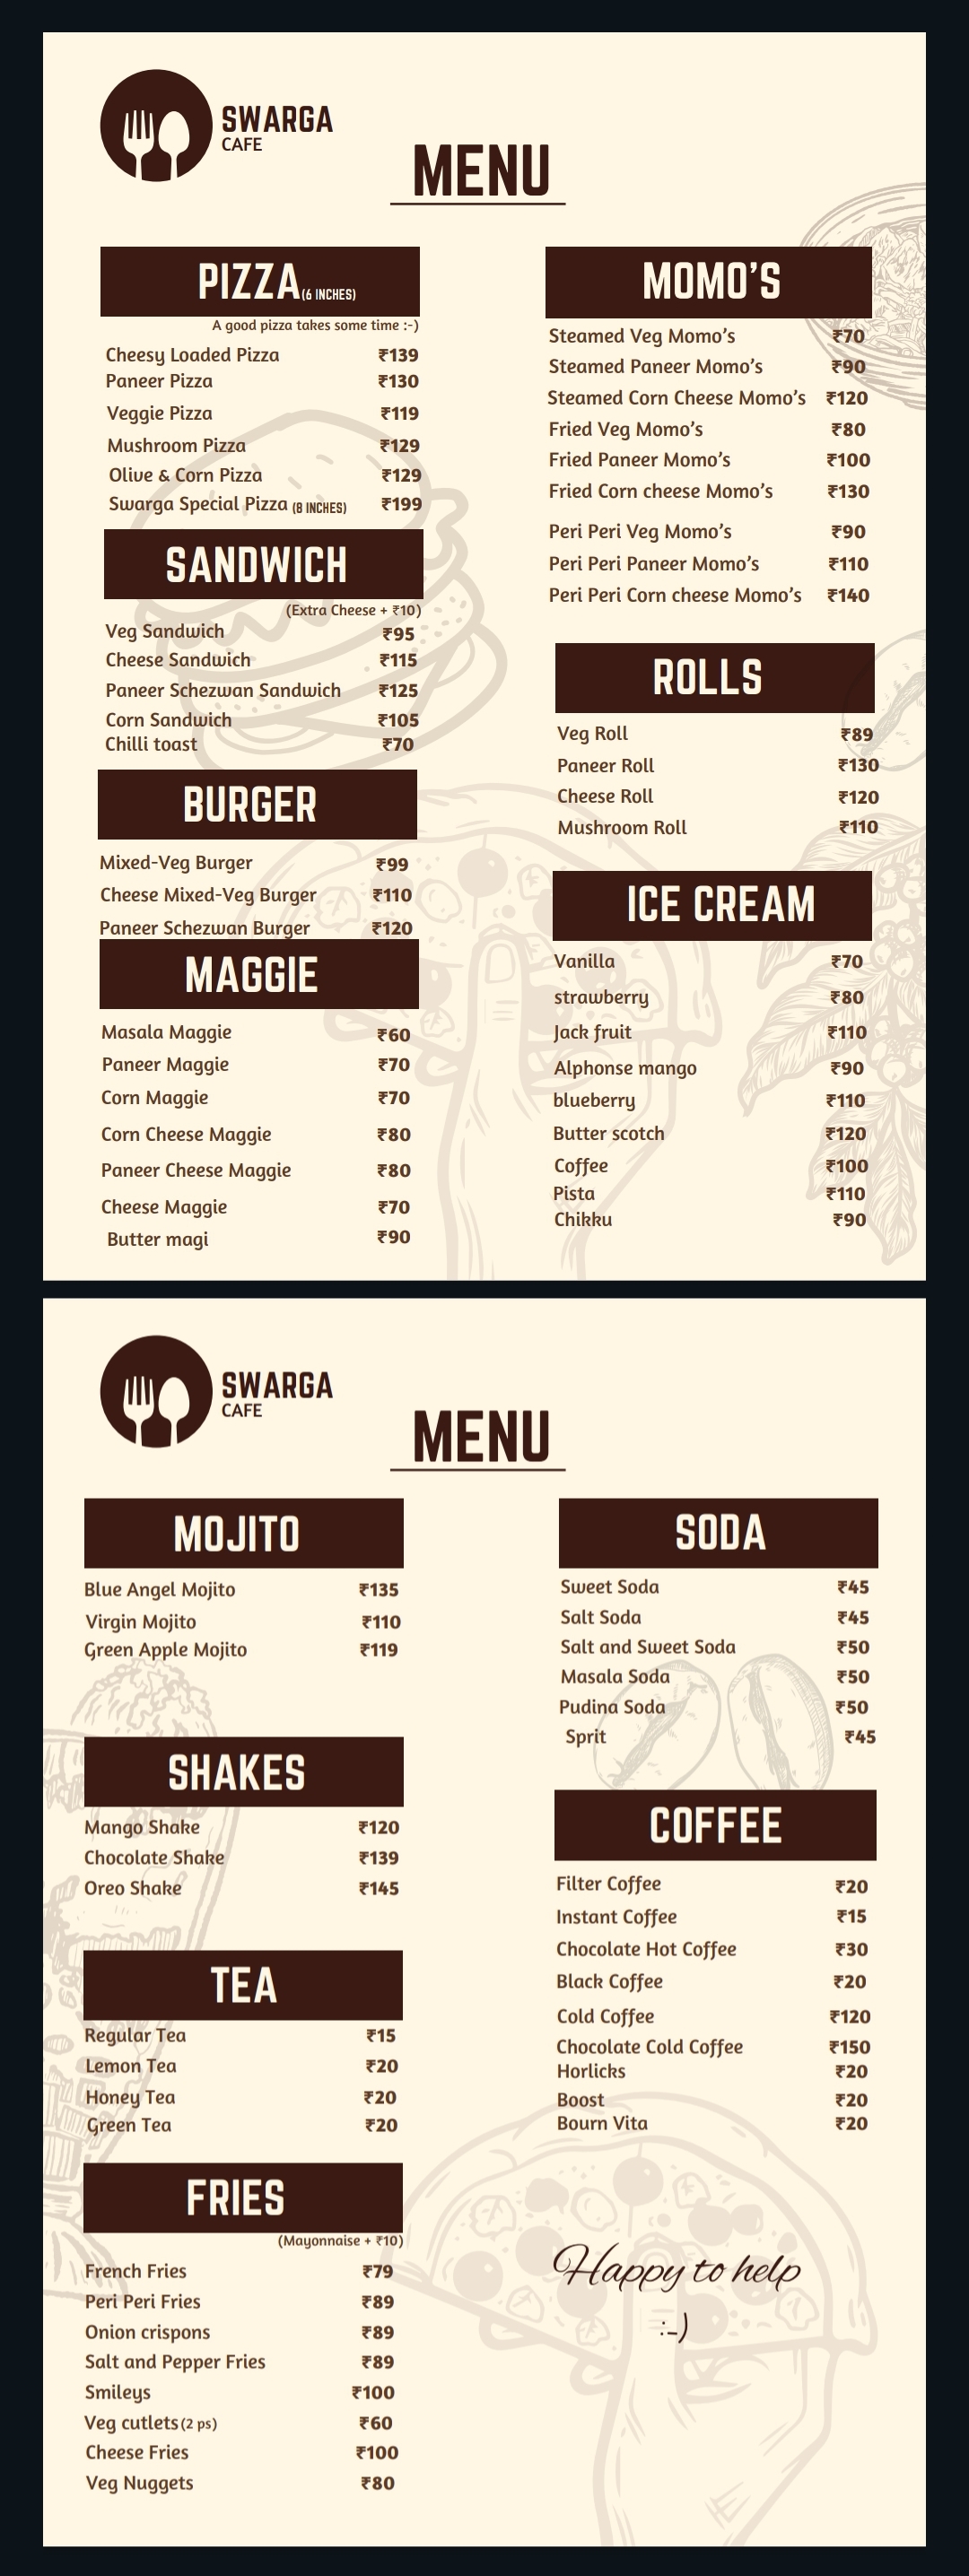 SWARGA
CAFE
MENU
PIZZA (6 INCHES)
A good pizza takes some time :-)
Cheesy Loaded Pizza ₹139
Paneer Pizza ₹130
Veggie Pizza ₹119
Mushroom Pizza ₹129
Olive & Corn Pizza ₹129
Swarga Special Pizza (8 INCHES) ₹199
SANDWICH
(Extra Cheese + ₹10)
Veg Sandwich ₹95
Cheese Sandwich ₹115
Paneer Schezwan Sandwich ₹125
Corn Sandwich ₹105
Chilli toast ₹70
BURGER
Mixed-Veg Burger ₹99
Cheese Mixed-Veg Burger ₹110
Paneer Schezwan Burger ₹120
MAGGIE
Masala Maggie ₹60
Paneer Maggie ₹70
Corn Maggie ₹70
Corn Cheese Maggie ₹80
Paneer Cheese Maggie ₹80
Cheese Maggie ₹70
Butter magi ₹90
MOMO'S
Steamed Veg Momo's ₹70
Steamed Paneer Momo's ₹90
Steamed Corn Cheese Momo's ₹120
Fried Veg Momo's ₹80
Fried Paneer Momo's ₹100
Fried Corn cheese Momo's ₹130
Peri Peri Veg Momo's ₹90
Peri Peri Paneer Momo's ₹110
Peri Peri Corn cheese Momo's ₹140
ROLLS
Veg Roll ₹89
Paneer Roll ₹130
Cheese Roll ₹120
Mushroom Roll ₹110
ICE CREAM
Vanilla ₹70
strawberry ₹80
Jack fruit ₹110
Alphonse mango ₹90
blueberry ₹110
Butter scotch ₹120
Coffee ₹100
Pista ₹110
Chikku ₹90
SWARGA
CAFE
MENU
MOJITO
Blue Angel Mojito ₹135
Virgin Mojito ₹110
Green Apple Mojito ₹119
SHAKES
Mango Shake ₹120
Chocolate Shake ₹139
Oreo Shake ₹145
TEA
Regular Tea ₹15
Lemon Tea ₹20
Honey Tea ₹20
Green Tea ₹20
FRIES
(Mayonnaise + ₹10)
French Fries ₹79
Peri Peri Fries ₹89
Onion crispons ₹89
Salt and Pepper Fries ₹89
Smileys ₹100
Veg cutlets (2 ps) ₹60
Cheese Fries ₹100
Veg Nuggets ₹80
SODA
Sweet Soda ₹45
Salt Soda ₹45
Salt and Sweet Soda ₹50
Masala Soda ₹50
Pudina Soda ₹50
Sprit ₹45
COFFEE
Filter Coffee ₹20
Instant Coffee ₹15
Chocolate Hot Coffee ₹30
Black Coffee ₹20
Cold Coffee ₹120
Chocolate Cold Coffee ₹150
Horlicks ₹20
Boost ₹20
Bourn Vita ₹20
Happy to help
:-)